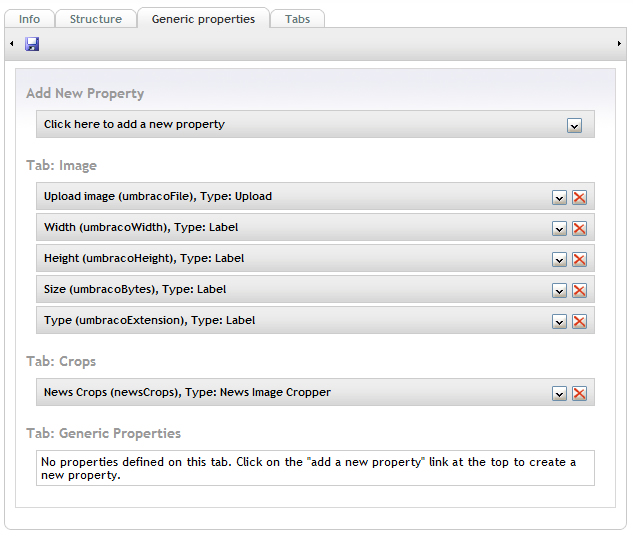 Info
Structure
Generic properties
Tabs
Add New Property
Click here to add a new property
Tab: Image
Upload image (umbracoFile), Type: Upload
Width (umbracoWidth), Type: Label
Height (umbracoHeight), Type: Label
Size (umbracoBytes), Type: Label
Type (umbracoExtension), Type: Label
Tab: Crops
News Crops (newsCrops), Type: News Image Cropper
Tab: Generic Properties
No properties defined on this tab. Click on the "add a new property" link at the top to create a
new property.